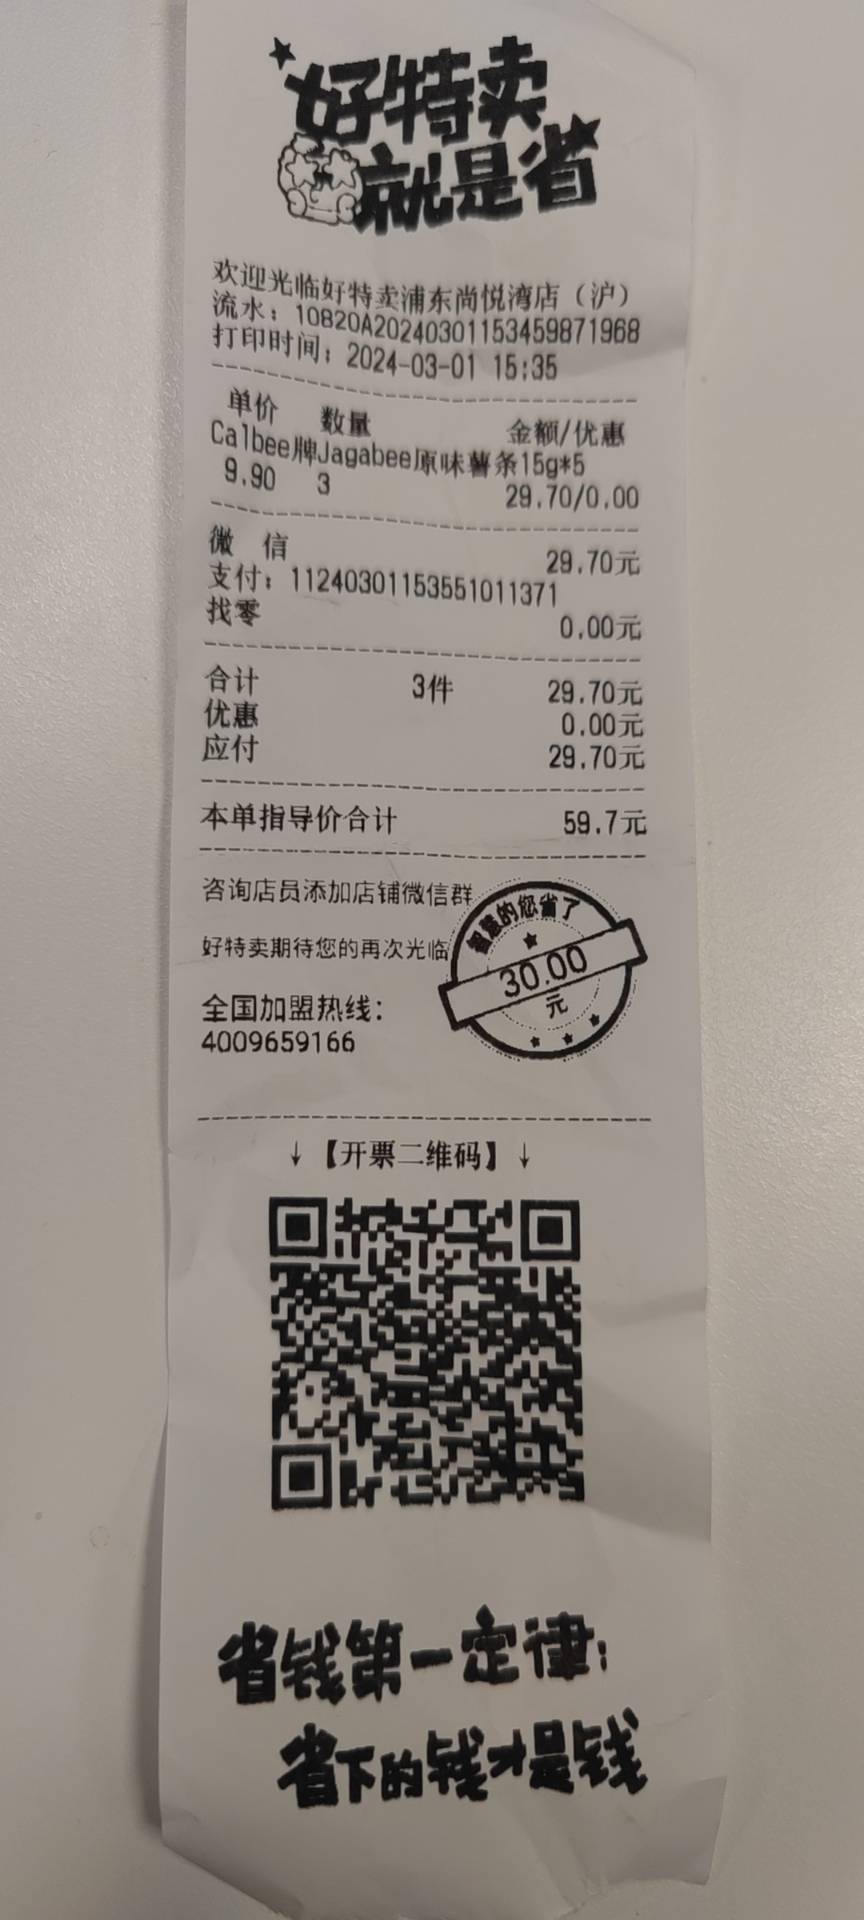 好特卖
就是省
欢迎光临好特卖浦东尚悦湾店（沪）
流水：10820A20240301153459871968
打印时间：2024-03-01 15:35
单价 数量 金额/优惠
Calbee牌Jagabee原味薯条15g*5
9.90 3 29.70/0.00
微 信 29.70元
支付：112403011535510113​71
找零 0.00元
合计 3件 29.70元
优惠 0.00元
应付 29.70元
本单指导价合计 59.7元
咨询店员添加店铺微信群
好特卖期待您的再次光临
智慧的您省了
30.00
元
全国加盟热线：
4009659166
↓【开票二维码】↓
省钱第一定律：
省下的钱才是钱